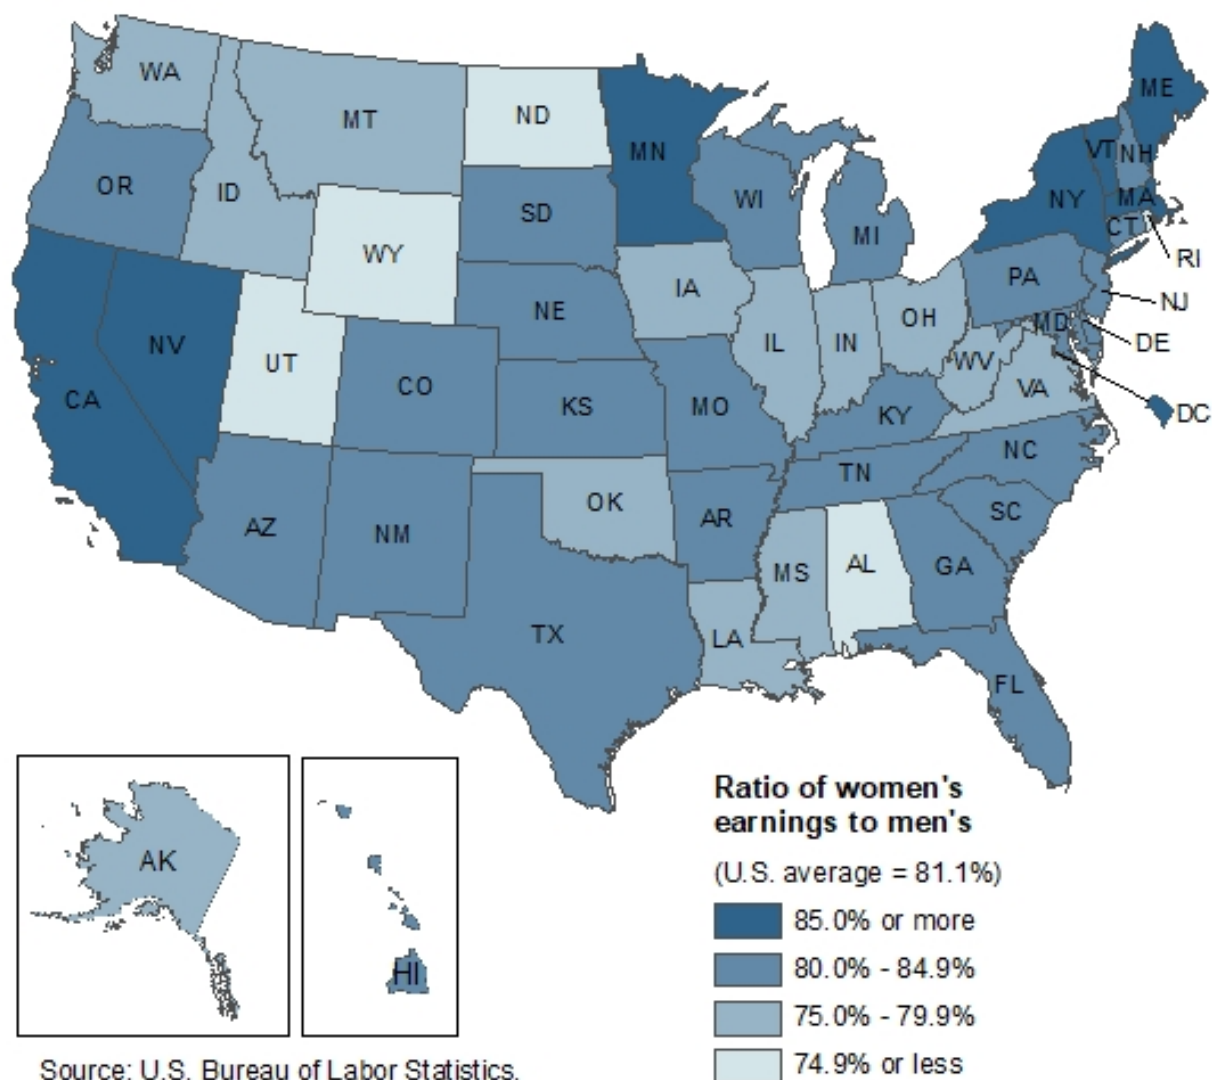 WA
MT
ND
MN
ME
VT
NH
OR
ID
SD
WI
MI
NY
MA
CT
RI
WY
IA
PA
NJ
NE
OH
MD
DE
NV
UT
IL
IN
WV
VA
CA
CO
KS
MO
KY
DC
NC
TN
OK
AR
SC
AZ
NM
MS
AL
GA
TX
LA
FL
AK
HI
Ratio of women's
earnings to men's
(U.S. average = 81.1%)
85.0% or more
80.0% - 84.9%
75.0% - 79.9%
74.9% or less
Source: U.S. Bureau of Labor Statistics.